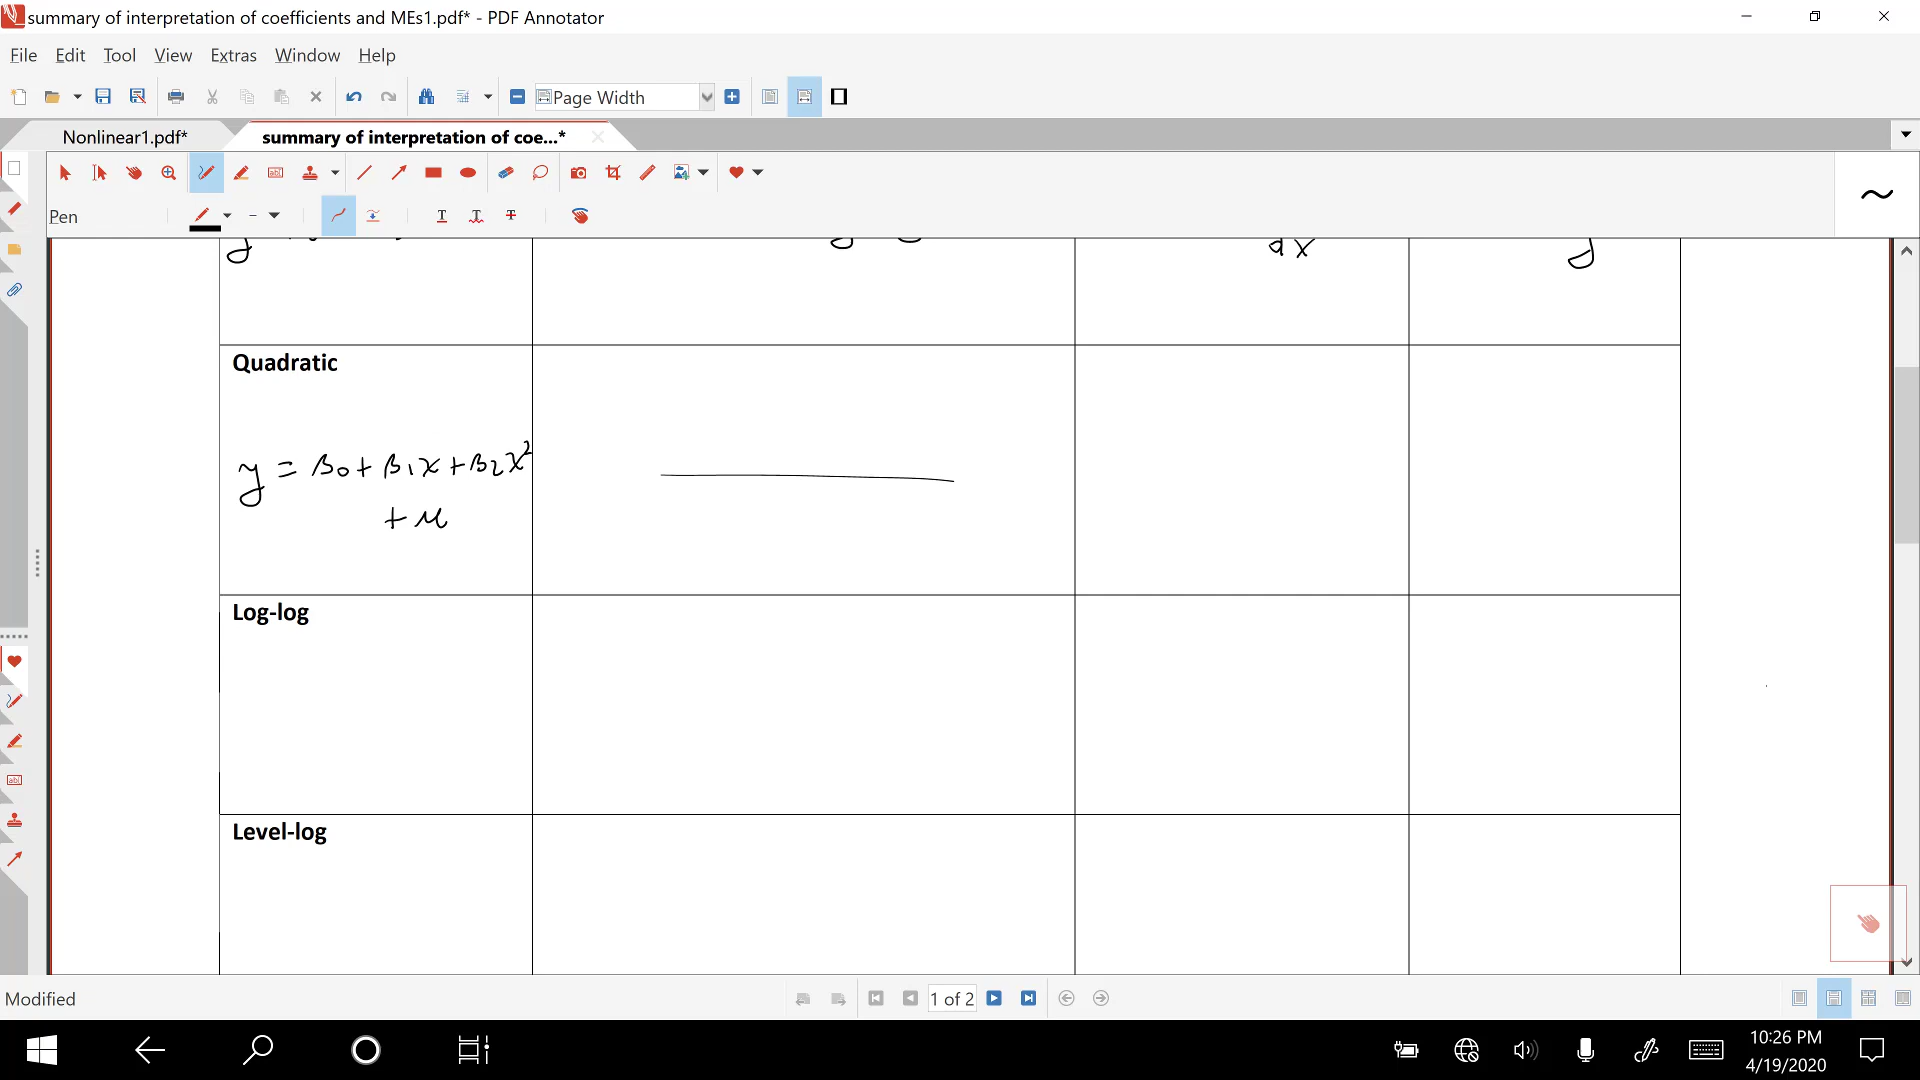 summary of interpretation of coefficients and MEs1.pdf* - PDF Annotator
File Edit Tool View Extras Window Help
Page Width
Nonlinear1.pdf*
summary of interpretation of coe...*
Pen
y
dx
y
Quadratic
y = β0 + β1x + β2x²
+ u
Log-log
Level-log
Modified
1 of 2
10:26 PM
4/19/2020